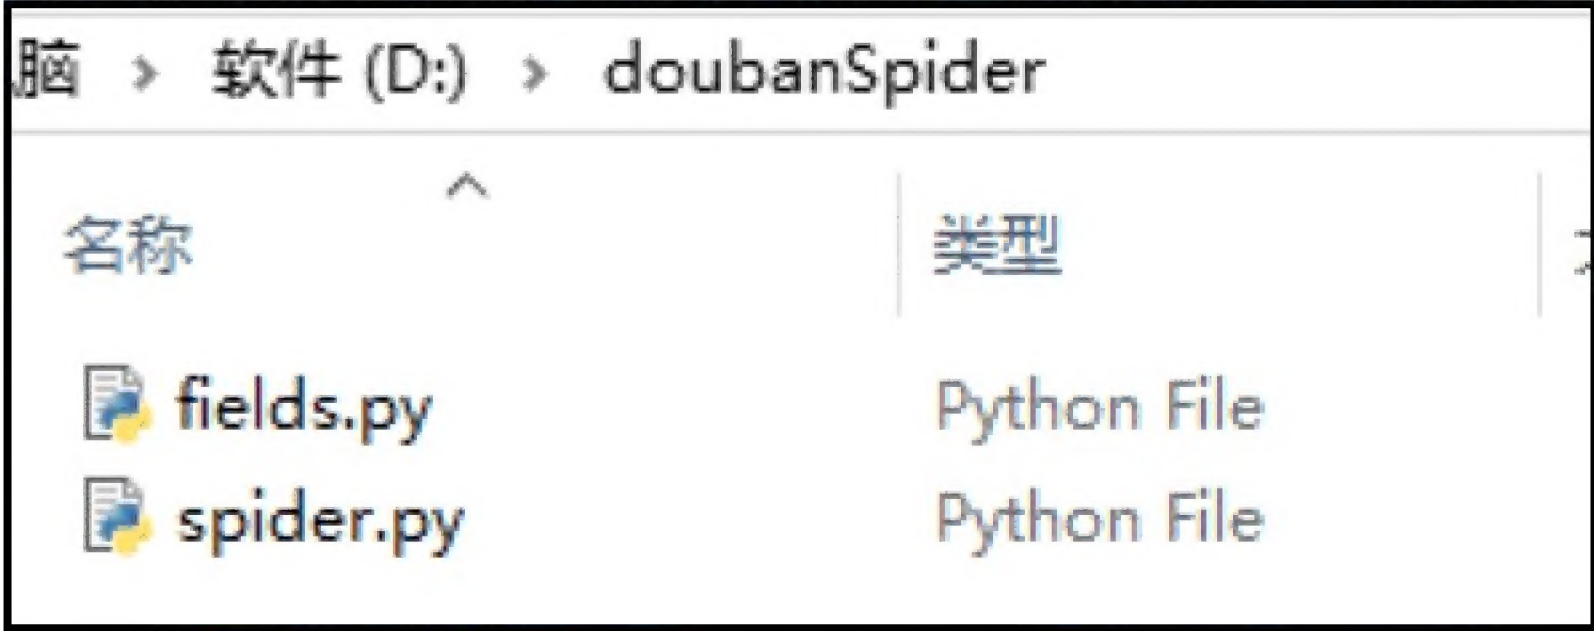 脑 › 软件 (D:) › doubanSpider
名称 类型
fields.py Python File
spider.py Python File